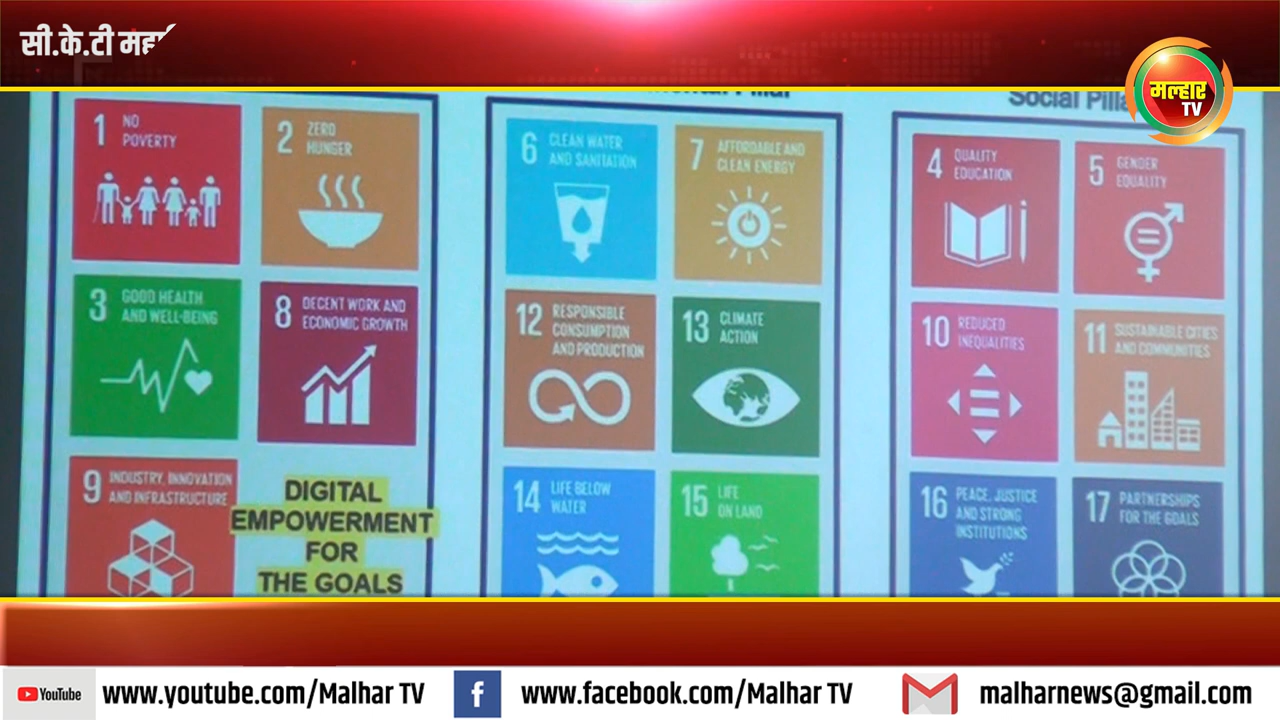 सी.के.टी
मल्हार
TV
Social
1 NO
POVERTY
2 ZERO
HUNGER
3 GOOD HEALTH
AND WELL-BEING
8 DECENT WORK AND
ECONOMIC GROWTH
9 INDUSTRY, INNOVATION
AND INFRASTRUCTURE
DIGITAL
EMPOWERMENT
FOR
THE GOALS
6 CLEAN WATER
AND SANITATION
7 AFFORDABLE AND
CLEAN ENERGY
12 RESPONSIBLE
CONSUMPTION
AND PRODUCTION
13 CLIMATE
ACTION
14 LIFE BELOW
WATER
15 LIFE
ON LAND
4 QUALITY
EDUCATION
5 GENDER
EQUALITY
10 REDUCED
INEQUALITIES
11 SUSTAINABLE CITIES
AND COMMUNITIES
16 PEACE, JUSTICE
AND STRONG
INSTITUTIONS
17 PARTNERSHIPS
FOR THE GOALS
YouTube
www.youtube.com/Malhar TV
www.facebook.com/Malhar TV
malharnews@gmail.com